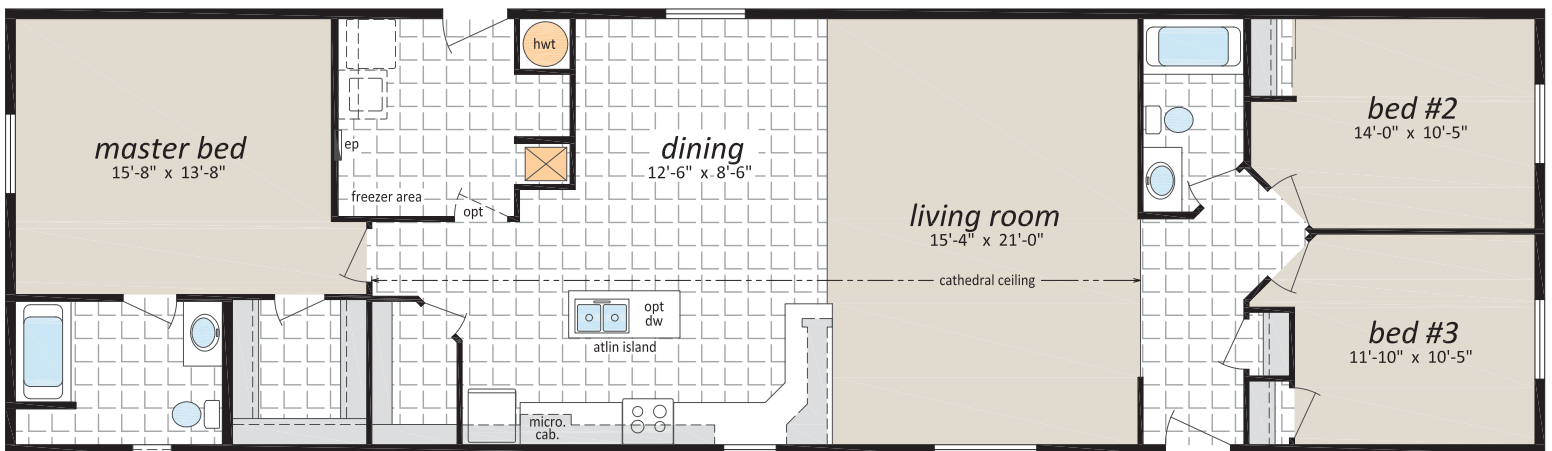 master bed
15'-8" x 13'-8"
hwt
ep
freezer area
opt
dining
12'-6" x 8'-6"
living room
15'-4" x 21'-0"
cathedral ceiling
opt
dw
atlin island
micro.
cab.
bed #2
14'-0" x 10'-5"
bed #3
11'-10" x 10'-5"